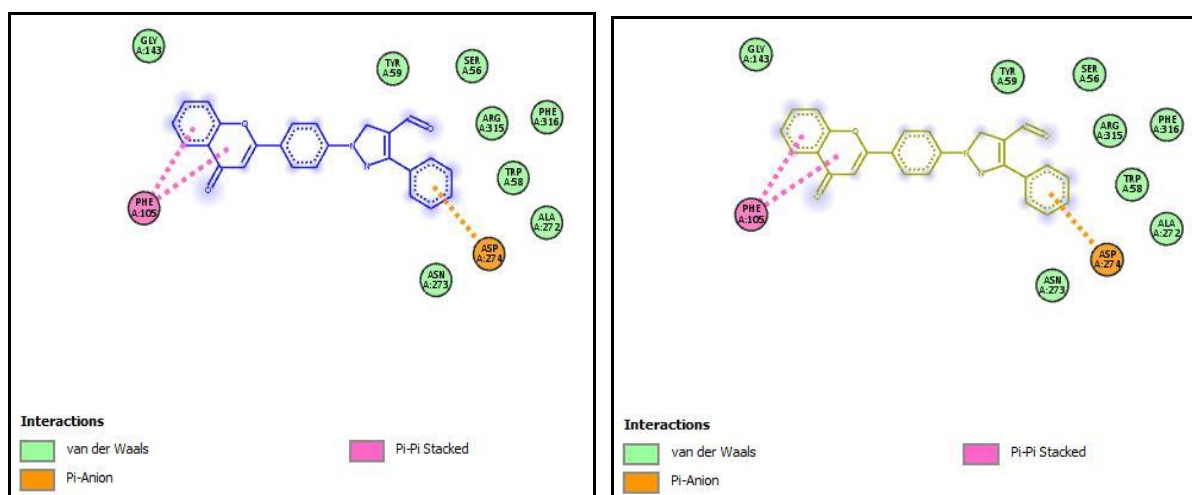 GLY
A:143
TYR
A:59
SER
A:56
ARG
A:315
PHE
A:316
TRP
A:58
ALA
A:272
PHE
A:105
ASP
A:274
ASN
A:273
O
O
N
N
O
Interactions
van der Waals
Pi-Anion
Pi-Pi Stacked
GLY
A:143
TYR
A:59
SER
A:56
ARG
A:315
PHE
A:316
TRP
A:58
ALA
A:272
PHE
A:105
ASP
A:274
ASN
A:273
O
O
N
N
O
Interactions
van der Waals
Pi-Anion
Pi-Pi Stacked